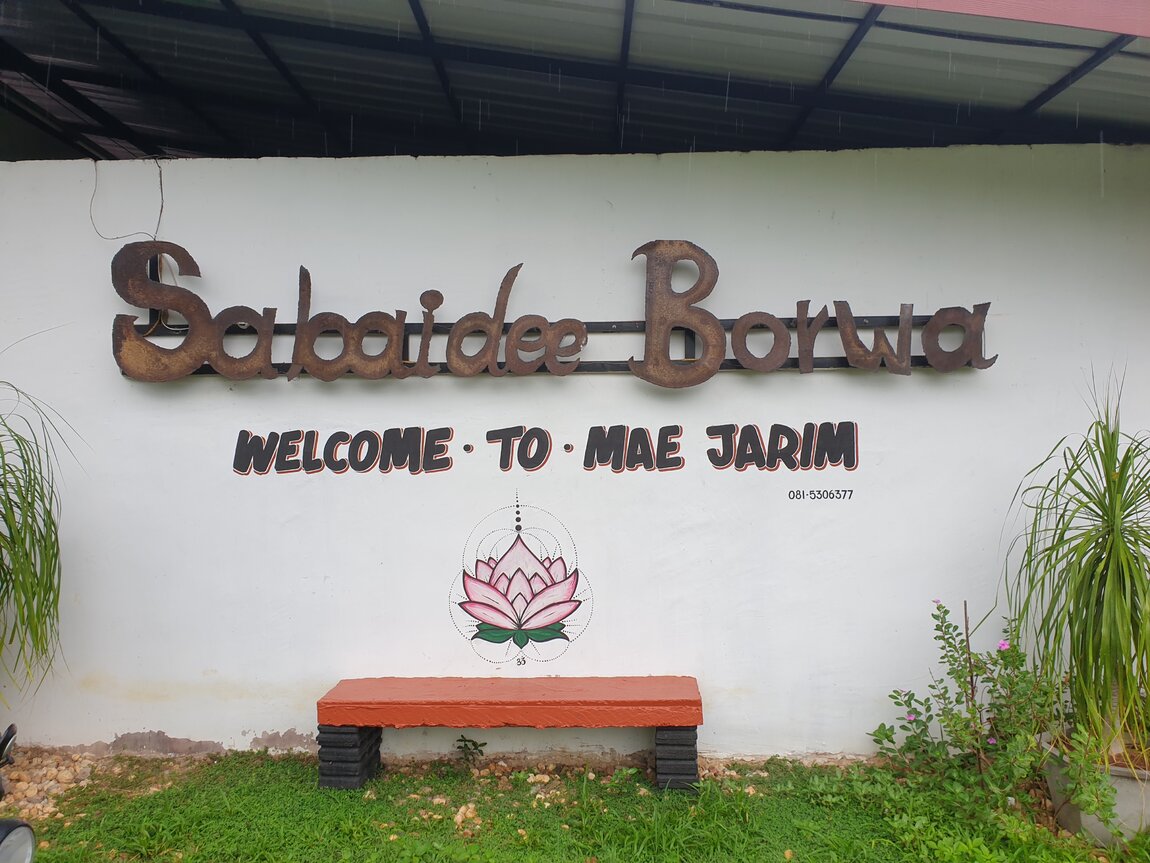 Sabaidee Borwa
WELCOME · TO · MAE JARIM
081-5306377